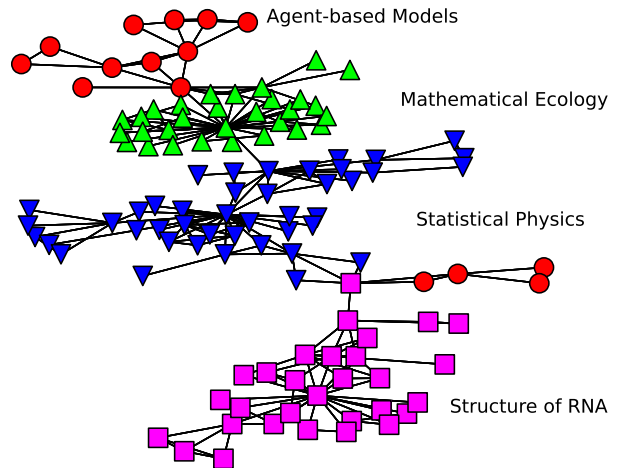 Agent-based Models
Mathematical Ecology
Statistical Physics
Structure of RNA